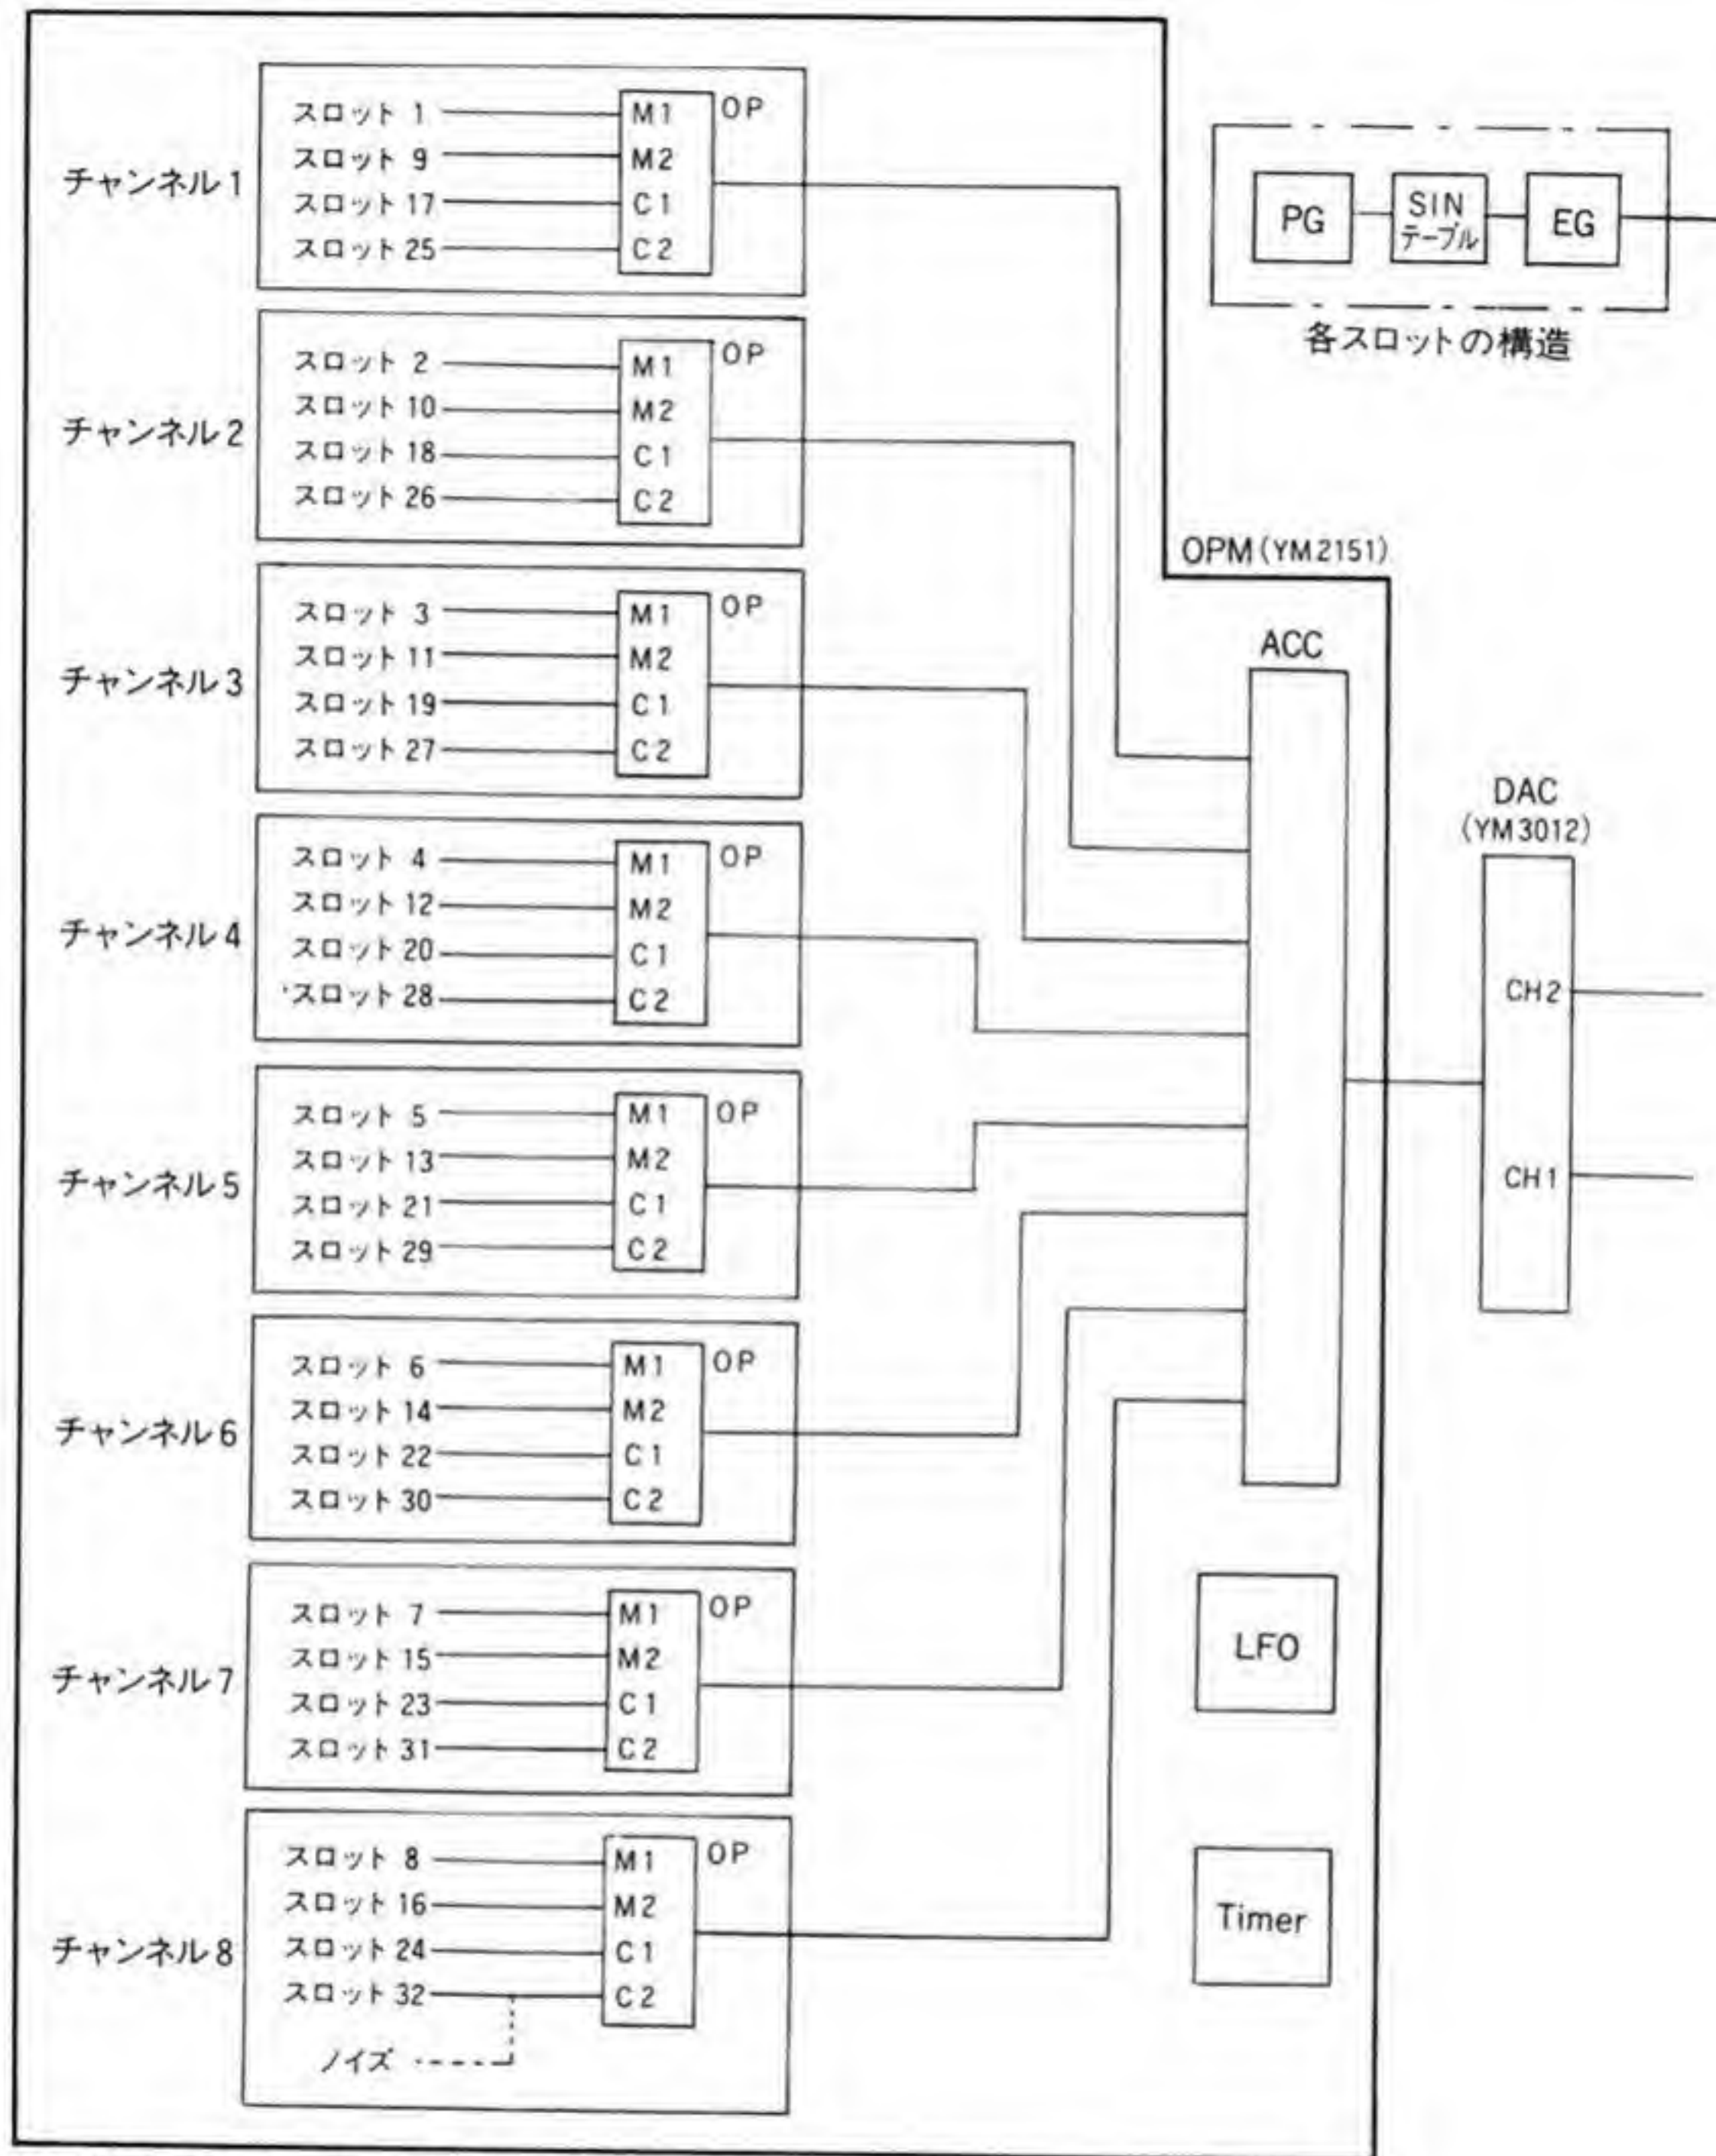 チャンネル1
スロット 1
スロット 9
スロット 17
スロット 25
M1
M2
C1
C2
OP
チャンネル2
スロット 2
スロット 10
スロット 18
スロット 26
M1
M2
C1
C2
OP
チャンネル3
スロット 3
スロット 11
スロット 19
スロット 27
M1
M2
C1
C2
OP
チャンネル4
スロット 4
スロット 12
スロット 20
スロット 28
M1
M2
C1
C2
OP
チャンネル5
スロット 5
スロット 13
スロット 21
スロット 29
M1
M2
C1
C2
OP
チャンネル6
スロット 6
スロット 14
スロット 22
スロット 30
M1
M2
C1
C2
OP
チャンネル7
スロット 7
スロット 15
スロット 23
スロット 31
M1
M2
C1
C2
OP
チャンネル8
スロット 8
スロット 16
スロット 24
スロット 32
ノイズ
M1
M2
C1
C2
OP
PG
SIN
テーブル
EG
各スロットの構造
OPM(YM2151)
ACC
DAC
(YM3012)
CH2
CH1
LFO
Timer